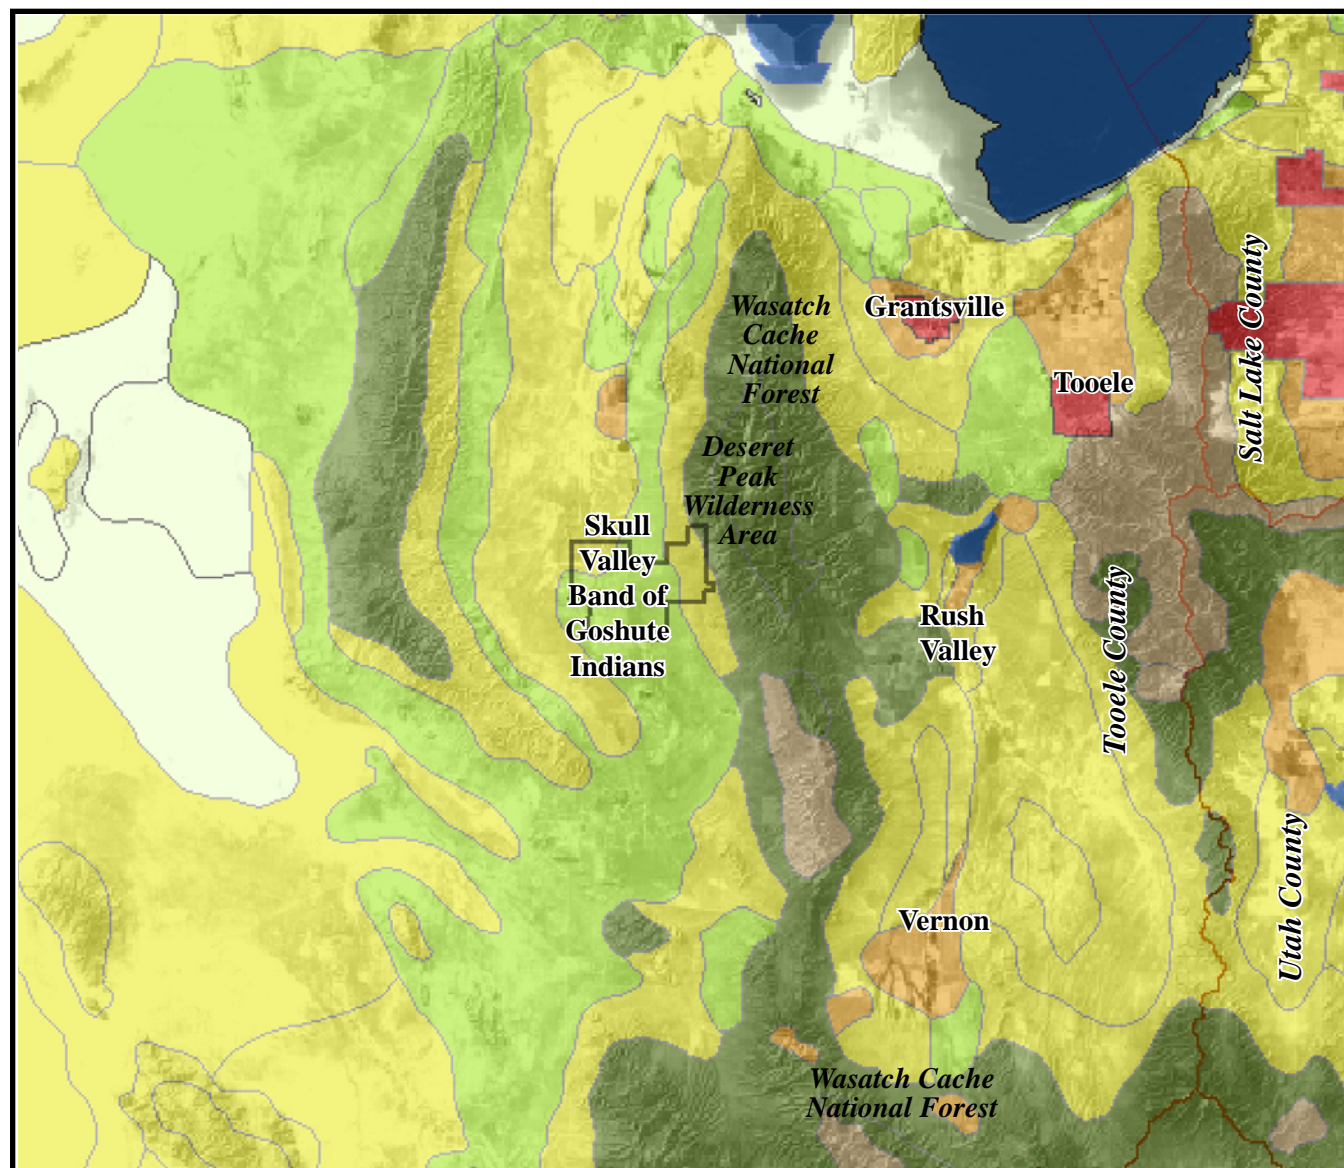 Wasatch
Cache
National
Forest
Grantsville
Tooele
Salt Lake County
Deseret
Peak
Wilderness
Area
Skull
Valley
Band of
Goshute
Indians
Rush
Valley
Tooele County
Utah County
Vernon
Wasatch Cache
National Forest